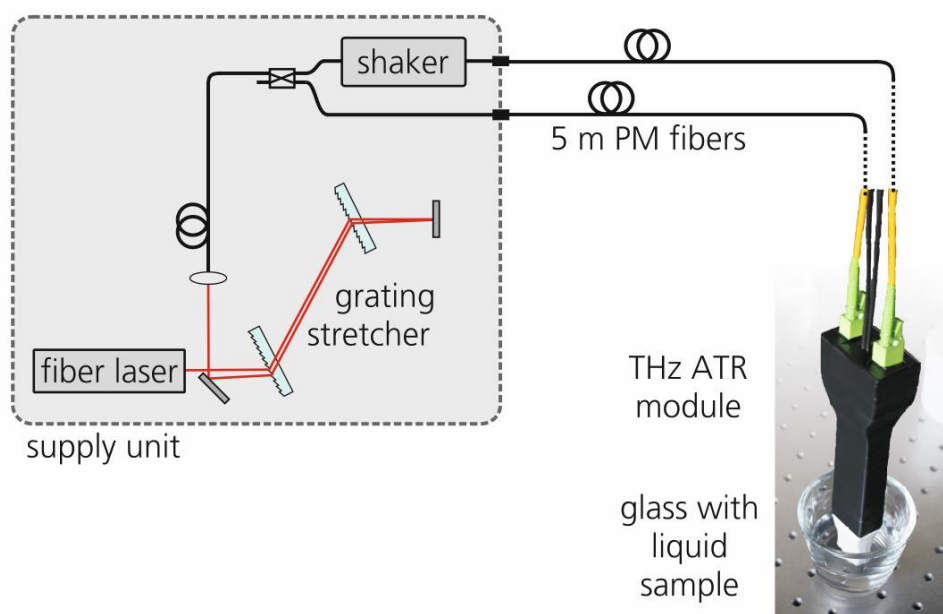 shaker
5 m PM fibers
grating
stretcher
fiber laser
supply unit
THz ATR
module
glass with
liquid
sample